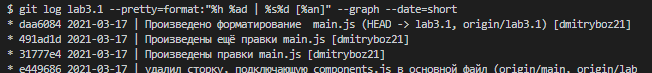 $ git log lab3.1 --pretty=format:"%h %ad | %s%d [%an]" --graph --date=short
* daa6084 2021-03-17 | Произведено форматирование  main.js (HEAD -> lab3.1, origin/lab3.1) [dmitryboz21]
* 491ad1d 2021-03-17 | Произведены ещё правки main.js [dmitryboz21]
* 31777e4 2021-03-17 | Произведены правки main.js [dmitryboz21]
* e449686 2021-03-17 | удалил сторку, подключающую components.js в основной файл (origin/main, origin/lab